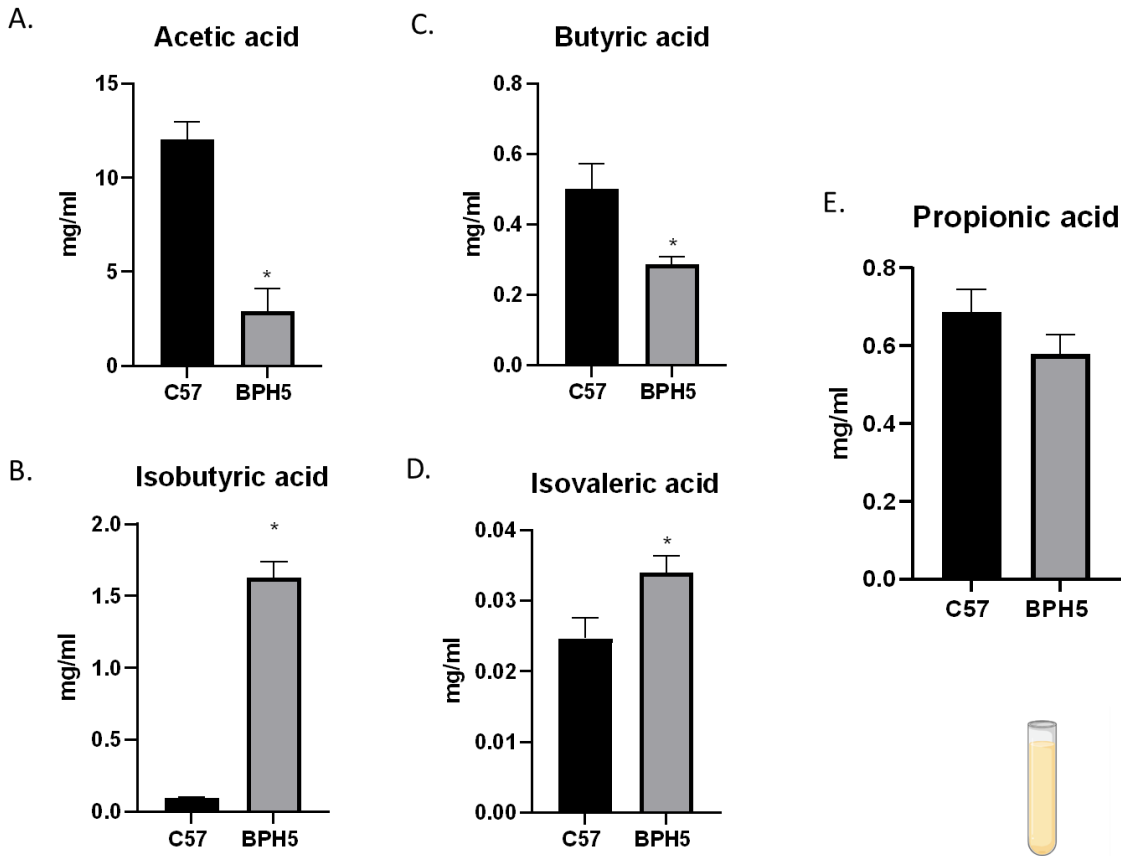 A.
Acetic acid
15
10
5
0
mg/ml
*
C57 BPH5
B.
Isobutyric acid
2.0
1.5
1.0
0.5
0.0
mg/ml
*
C57 BPH5
C.
Butyric acid
0.8
0.6
0.4
0.2
0.0
mg/ml
*
C57 BPH5
D.
Isovaleric acid
0.04
0.03
0.02
0.01
0.00
mg/ml
*
C57 BPH5
E.
Propionic acid
0.8
0.6
0.4
0.2
0.0
mg/ml
C57 BPH5